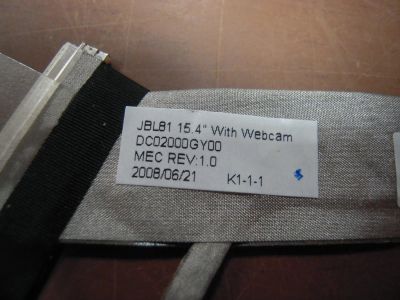 JBL81 15.4" With Webcam
DC02000GY00
MEC REV:1.0
2008/06/21 K1-1-1